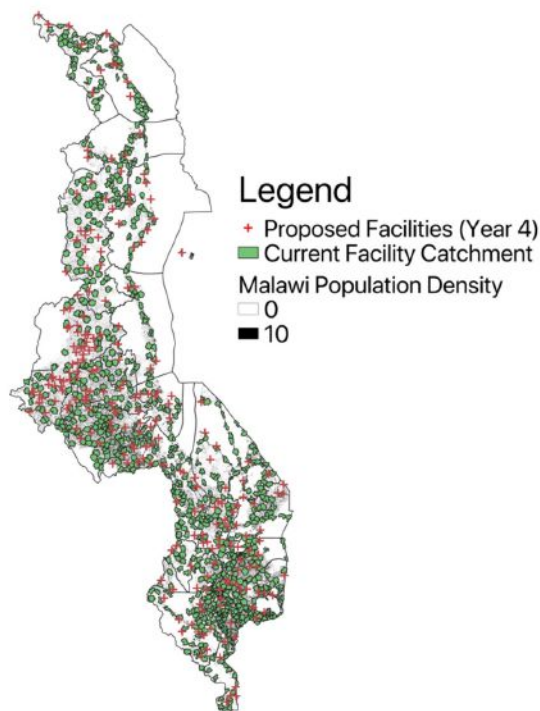 Legend
Proposed Facilities (Year 4)
Current Facility Catchment
Malawi Population Density
0
10